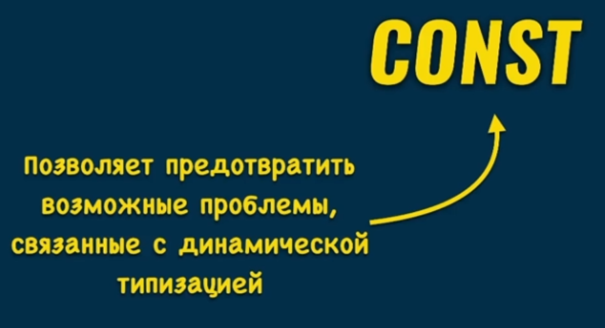 CONST
Позволяет предотвратить
возможные проблемы,
связанные с динамической
типизацией